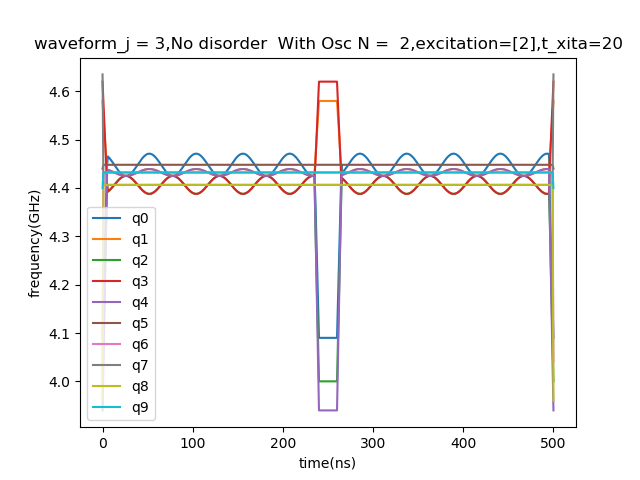 waveform_j = 3,No disorder  With Osc N =  2,excitation=[2],t_xita=20
frequency(GHz)
4.6
4.5
4.4
4.3
4.2
4.1
4.0
q0
q1
q2
q3
q4
q5
q6
q7
q8
q9
0 100 200 300 400 500
time(ns)